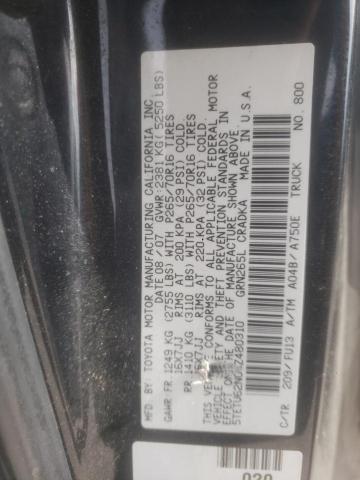 MFD. BY TOYOTA MOTOR MANUFACTURING CALIFORNIA INC
DATE: 08/07 GVWR: 2381 KG (5250 LBS)
GAWR FR 1249 KG (2755 LBS) WITH P265/70R16 TIRES
16X7JJ RIMS AT 200 KPA (29 PSI) COLD.
RR 1410 KG (3110 LBS) WITH P265/70R16 TIRES
RIMS AT 220 KPA (32 PSI) COLD.
THIS VEHICLE CONFORMS TO ALL APPLICABLE FEDERAL MOTOR
VEHICLE SAFETY AND THEFT PREVENTION STANDARDS IN
EFFECT ON THE DATE OF MANUFACTURE SHOWN ABOVE
GRN265L CRADKA MADE IN U.S.A.
C/TR 209/FU13 A/TM A04B/A750E TRUCK NO. 800